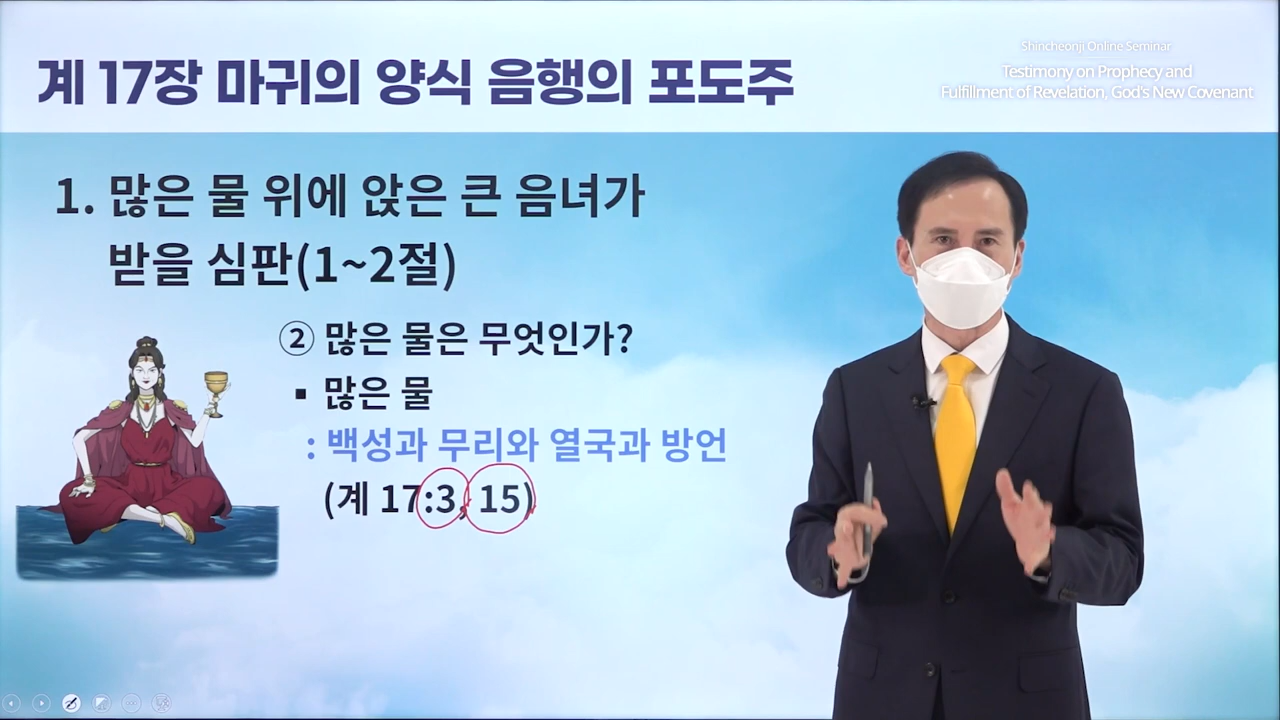 계 17장 마귀의 양식 음행의 포도주
Shincheonji Online Seminar
Testimony on Prophecy and
Fulfillment of Revelation, God's New Covenant
1. 많은 물 위에 앉은 큰 음녀가
받을 심판(1~2절)
② 많은 물은 무엇인가?
▪ 많은 물
: 백성과 무리와 열국과 방언
(계 17:3, 15)